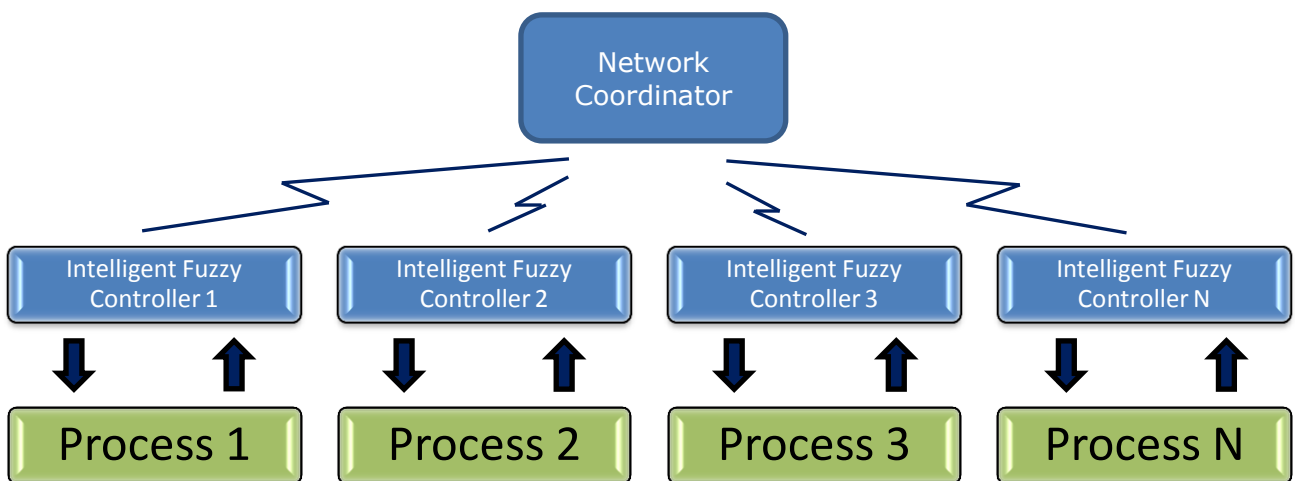 Network
Coordinator
Intelligent Fuzzy
Controller 1
Intelligent Fuzzy
Controller 2
Intelligent Fuzzy
Controller 3
Intelligent Fuzzy
Controller N
Process 1
Process 2
Process 3
Process N